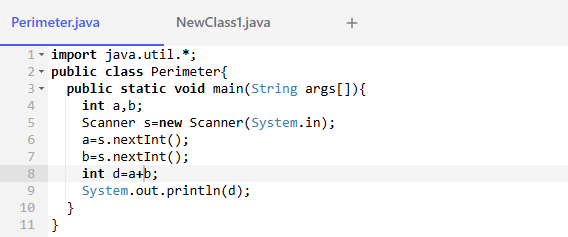 Perimeter.java NewClass1.java +
1 import java.util.*;
2 public class Perimeter{
3 public static void main(String args[]){
4 int a,b;
5 Scanner s=new Scanner(System.in);
6 a=s.nextInt();
7 b=s.nextInt();
8 int d=a+b;
9 System.out.println(d);
10 }
11 }